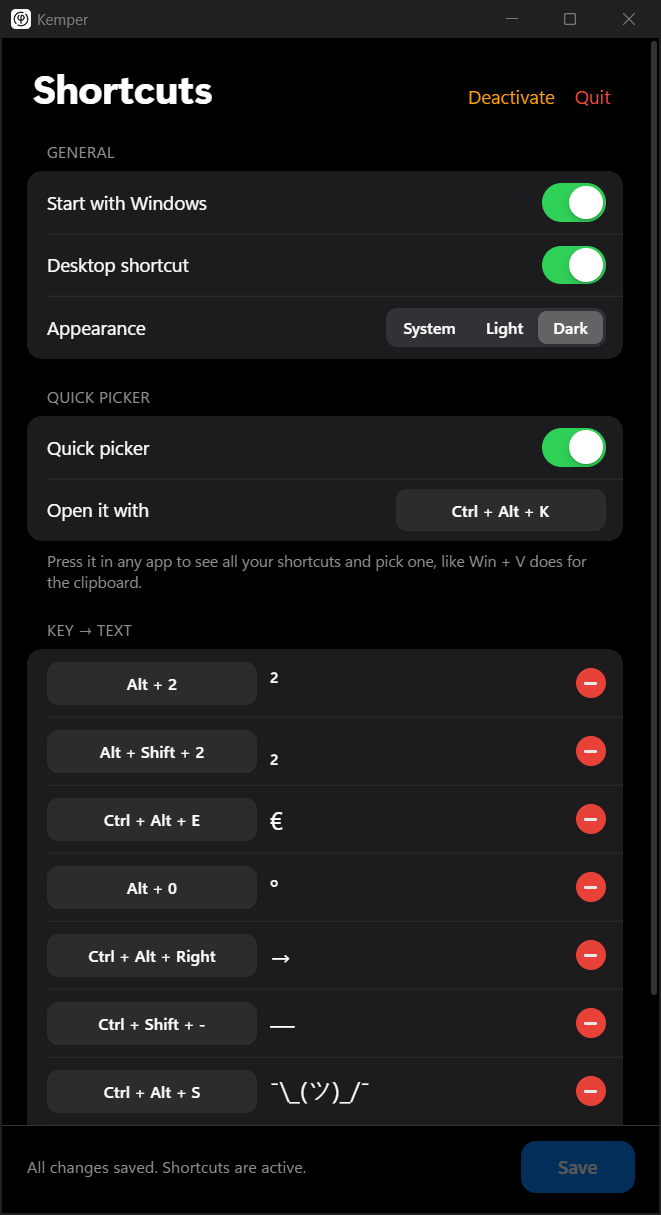 Kemper
Shortcuts
Deactivate Quit
GENERAL
Start with Windows
Desktop shortcut
Appearance System Light Dark
QUICK PICKER
Quick picker
Open it with Ctrl + Alt + K
Press it in any app to see all your shortcuts and pick one, like Win + V does for
the clipboard.
KEY → TEXT
Alt + 2 ²
Alt + Shift + 2 ₂
Ctrl + Alt + E €
Alt + 0 °
Ctrl + Alt + Right →
Ctrl + Shift + - —
Ctrl + Alt + S ¯\_(ツ)_/¯
All changes saved. Shortcuts are active. Save